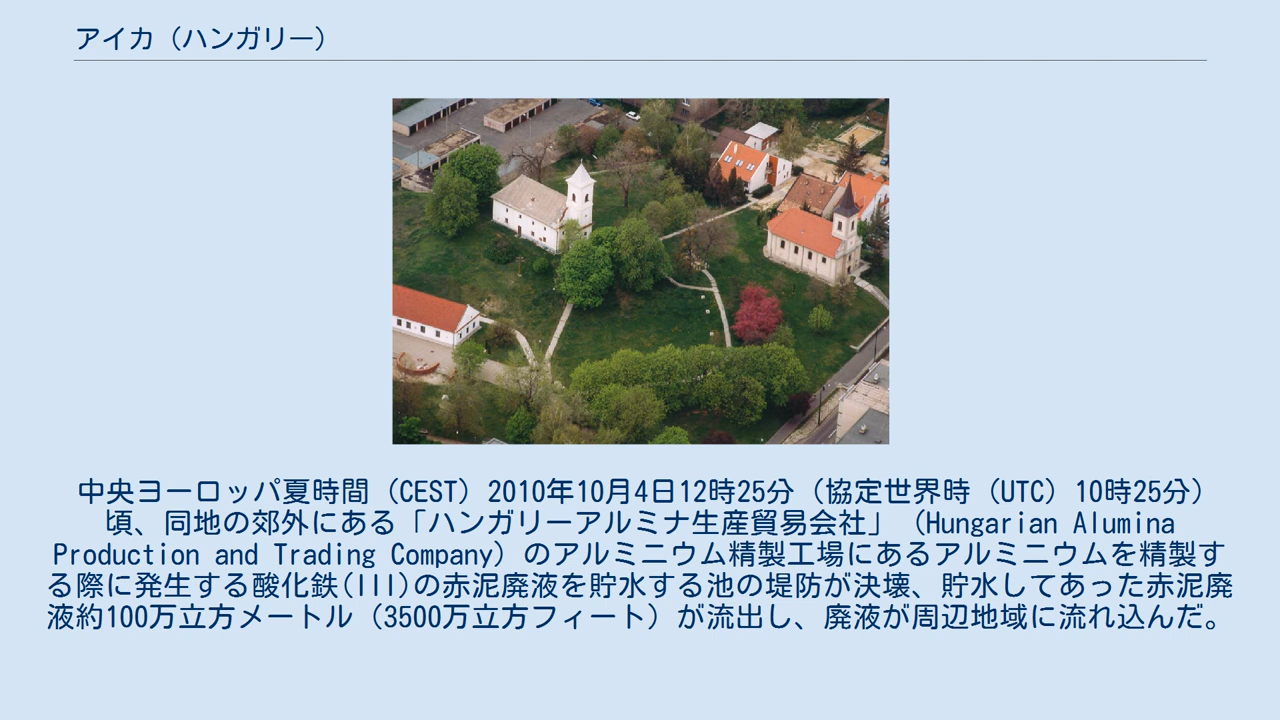 アイカ（ハンガリー）
中央ヨーロッパ夏時間（CEST）2010年10月4日12時25分（協定世界時（UTC）10時25分）
頃、同地の郊外にある「ハンガリーアルミナ生産貿易会社」（Hungarian Alumina
Production and Trading Company）のアルミニウム精製工場にあるアルミニウムを精製す
る際に発生する酸化鉄(III)の赤泥廃液を貯水する池の堤防が決壊、貯水してあった赤泥廃
液約100万立方メートル（3500万立方フィート）が流出し、廃液が周辺地域に流れ込んだ。